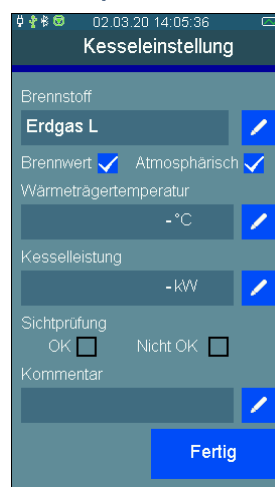 02.03.20 14:05:36
Kesseleinstellung
Brennstoff
Erdgas L
Brennwert Atmosphärisch
Wärmeträgertemperatur
-°C
Kesselleistung
-kW
Sichtprüfung
OK Nicht OK
Kommentar
Fertig